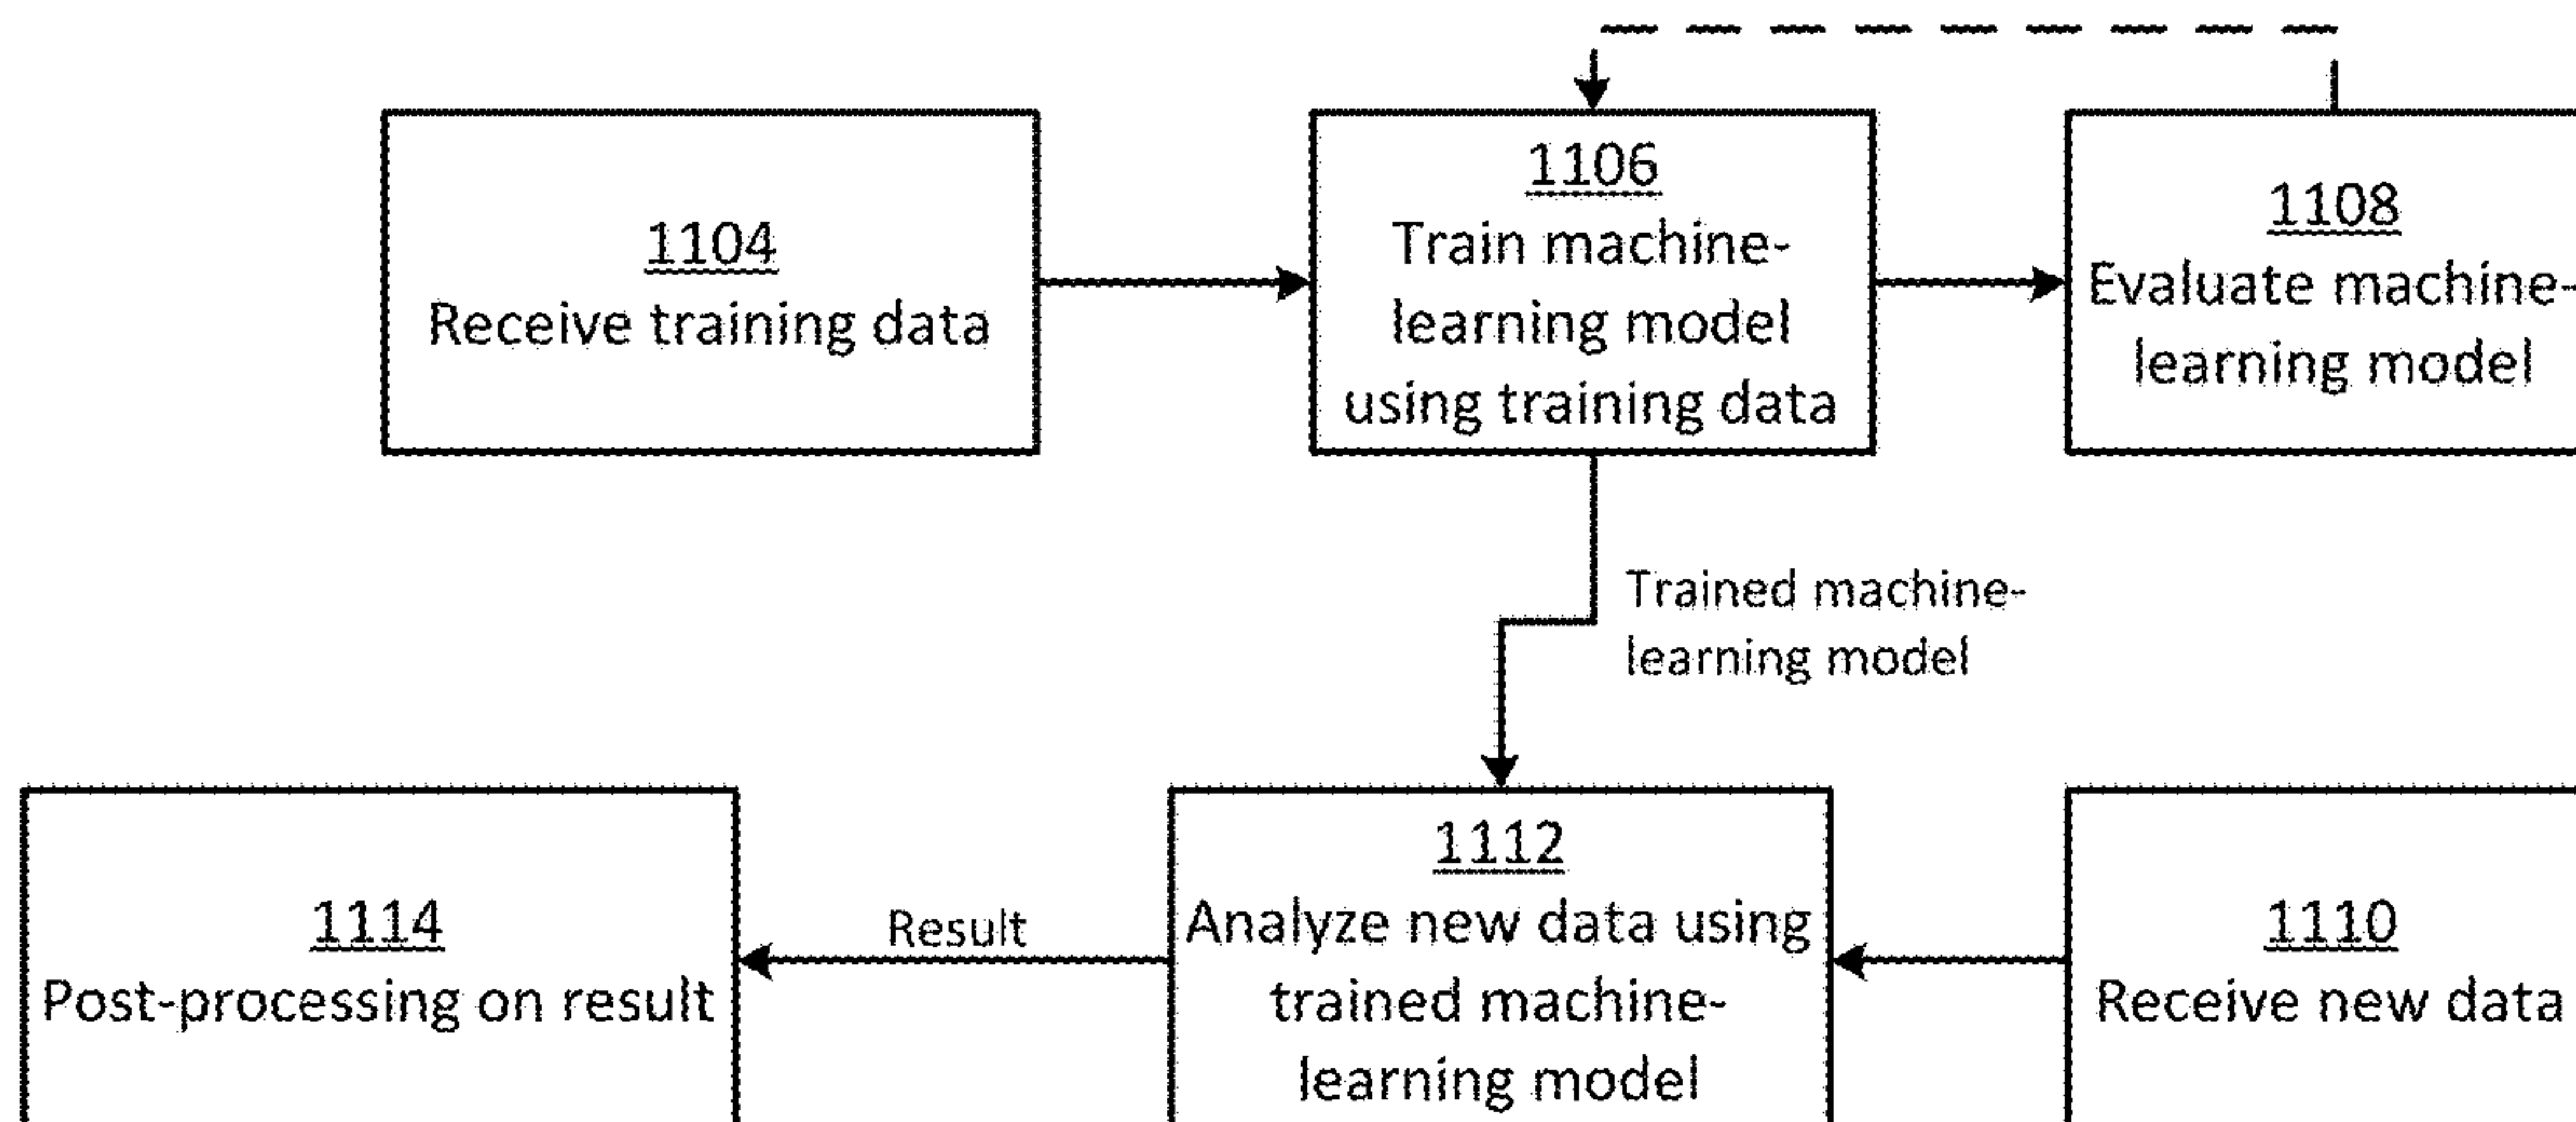 1104
Receive training data
1106
Train machine-
learning model
using training data
1108
Evaluate machine-
learning model
Trained machine-
learning model
1114
Post-processing on result
Result
1112
Analyze new data using
trained machine-
learning model
1110
Receive new data